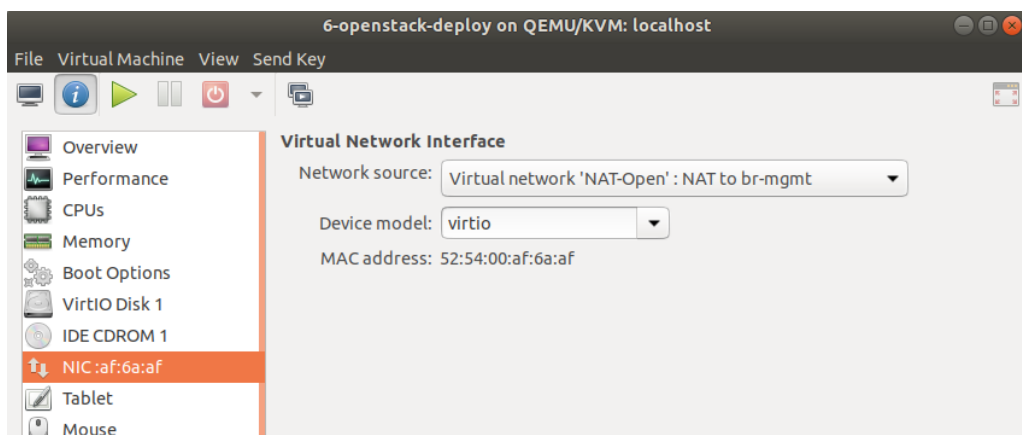 6-openstack-deploy on QEMU/KVM: localhost
File Virtual Machine View Send Key
Overview
Performance
CPUs
Memory
Boot Options
VirtIO Disk 1
IDE CDROM 1
NIC :af:6a:af
Tablet
Mouse
Virtual Network Interface
Network source: Virtual network 'NAT-Open' : NAT to br-mgmt
Device model: virtio
MAC address: 52:54:00:af:6a:af